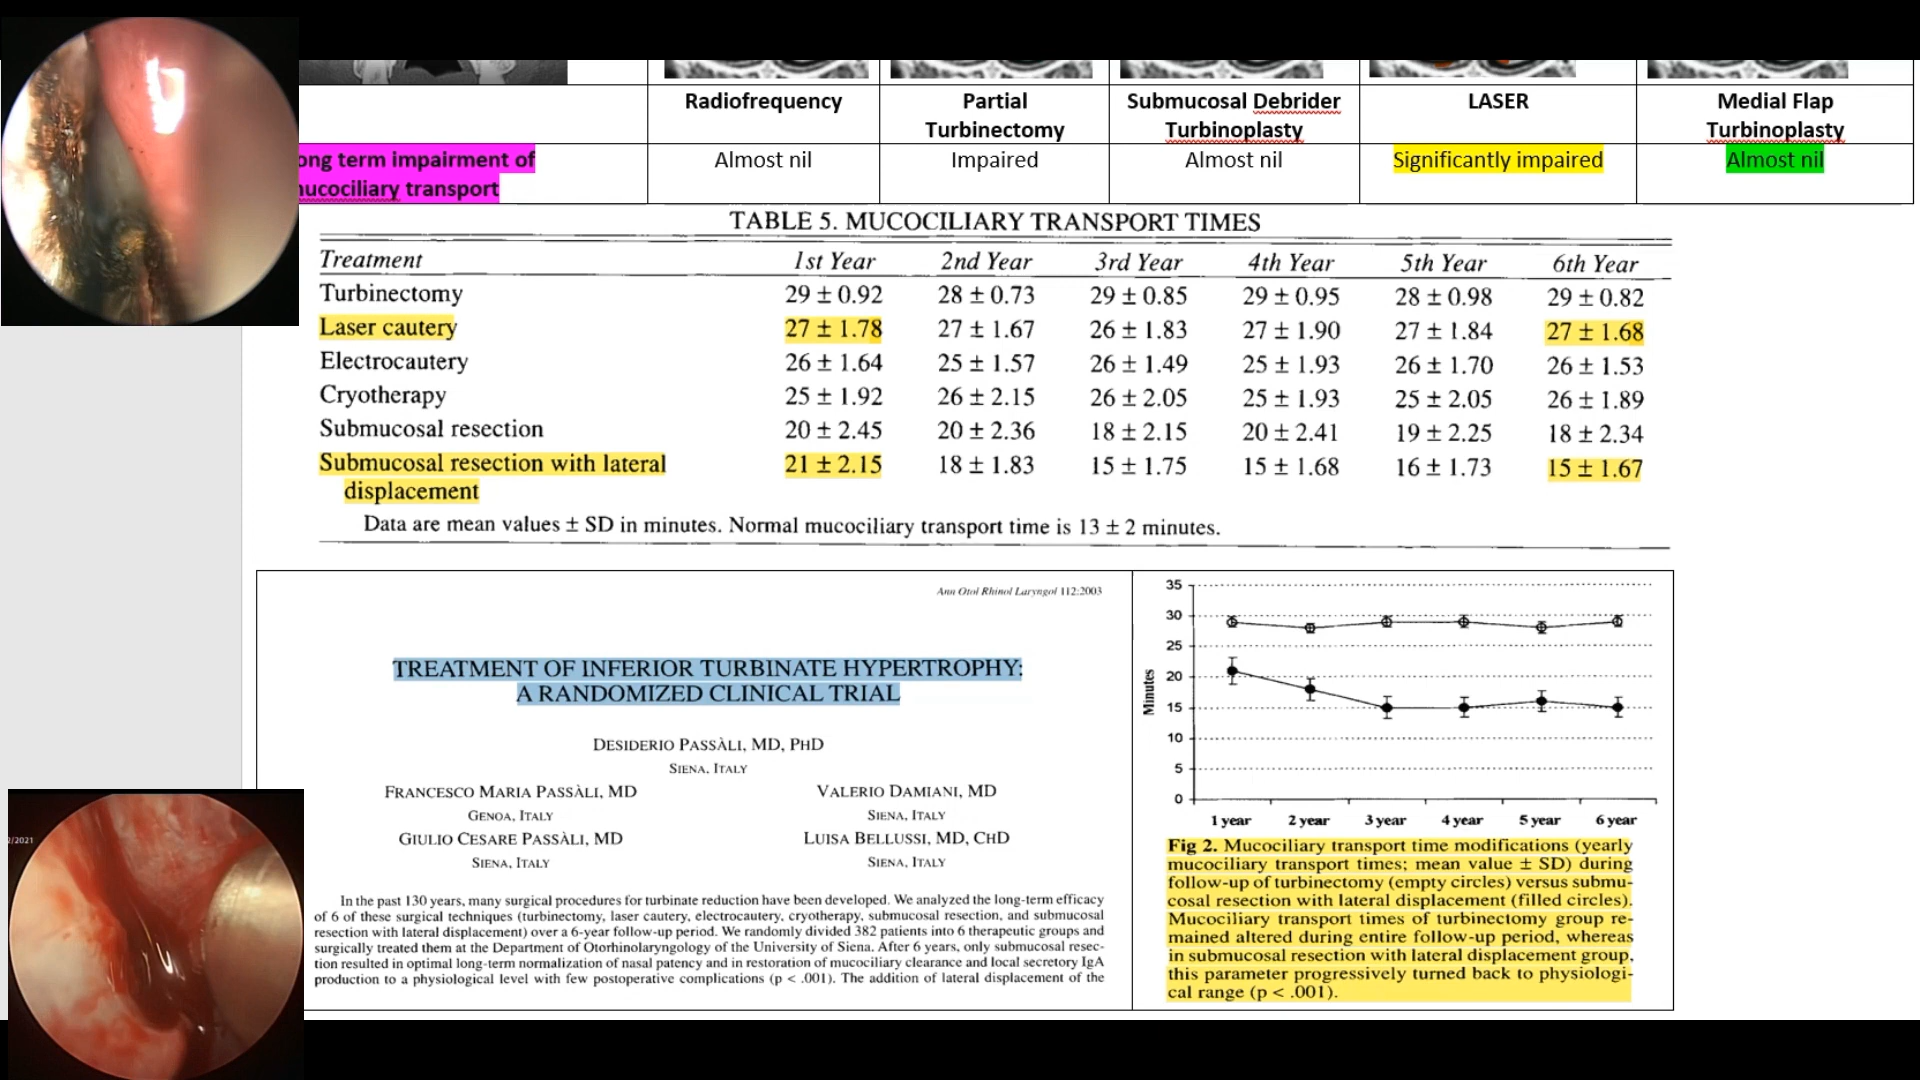 Radiofrequency Partial Turbinectomy Submucosal Debrider Turbinoplasty LASER Medial Flap Turbinoplasty
ong term impairment of ucociliary transport Almost nil Impaired Almost nil Significantly impaired Almost nil
TABLE 5. MUCOCILIARY TRANSPORT TIMES
Treatment 1st Year 2nd Year 3rd Year 4th Year 5th Year 6th Year
Turbinectomy 29 ± 0.92 28 ± 0.73 29 ± 0.85 29 ± 0.95 28 ± 0.98 29 ± 0.82
Laser cautery 27 ± 1.78 27 ± 1.67 26 ± 1.83 27 ± 1.90 27 ± 1.84 27 ± 1.68
Electrocautery 26 ± 1.64 25 ± 1.57 26 ± 1.49 25 ± 1.93 26 ± 1.70 26 ± 1.53
Cryotherapy 25 ± 1.92 26 ± 2.15 26 ± 2.05 25 ± 1.93 25 ± 2.05 26 ± 1.89
Submucosal resection 20 ± 2.45 20 ± 2.36 18 ± 2.15 20 ± 2.41 19 ± 2.25 18 ± 2.34
Submucosal resection with lateral 21 ± 2.15 18 ± 1.83 15 ± 1.75 15 ± 1.68 16 ± 1.73 15 ± 1.67
displacement
Data are mean values ± SD in minutes. Normal mucociliary transport time is 13 ± 2 minutes.
Ann Otol Rhinol Laryngol 112:2003
TREATMENT OF INFERIOR TURBINATE HYPERTROPHY:
A RANDOMIZED CLINICAL TRIAL
DESIDERIO PASSÀLI, MD, PHD
SIENA, ITALY
FRANCESCO MARIA PASSÀLI, MD VALERIO DAMIANI, MD
GENOA, ITALY SIENA, ITALY
GIULIO CESARE PASSÀLI, MD LUISA BELLUSSI, MD, CHD
SIENA, ITALY SIENA, ITALY
In the past 130 years, many surgical procedures for turbinate reduction have been developed. We analyzed the long-term efficacy
of 6 of these surgical techniques (turbinectomy, laser cautery, electrocautery, cryotherapy, submucosal resection, and submucosal
resection with lateral displacement) over a 6-year follow-up period. We randomly divided 382 patients into 6 therapeutic groups and
surgically treated them at the Department of Otorhinolaryngology of the University of Siena. After 6 years, only submucosal resec-
tion resulted in optimal long-term normalization of nasal patency and in restoration of mucociliary clearance and local secretory IgA
production to a physiological level with few postoperative complications (p < .001). The addition of lateral displacement of the
35
30
25
20
15
10
5
0
Minutes
1 year 2 year 3 year 4 year 5 year 6 year
Fig 2. Mucociliary transport time modifications (yearly
mucociliary transport times; mean value ± SD) during
follow-up of turbinectomy (empty circles) versus submu-
cosal resection with lateral displacement (filled circles).
Mucociliary transport times of turbinectomy group re-
mained altered during entire follow-up period, whereas
in submucosal resection with lateral displacement group,
this parameter progressively turned back to physiologi-
cal range (p < .001).
2/2021